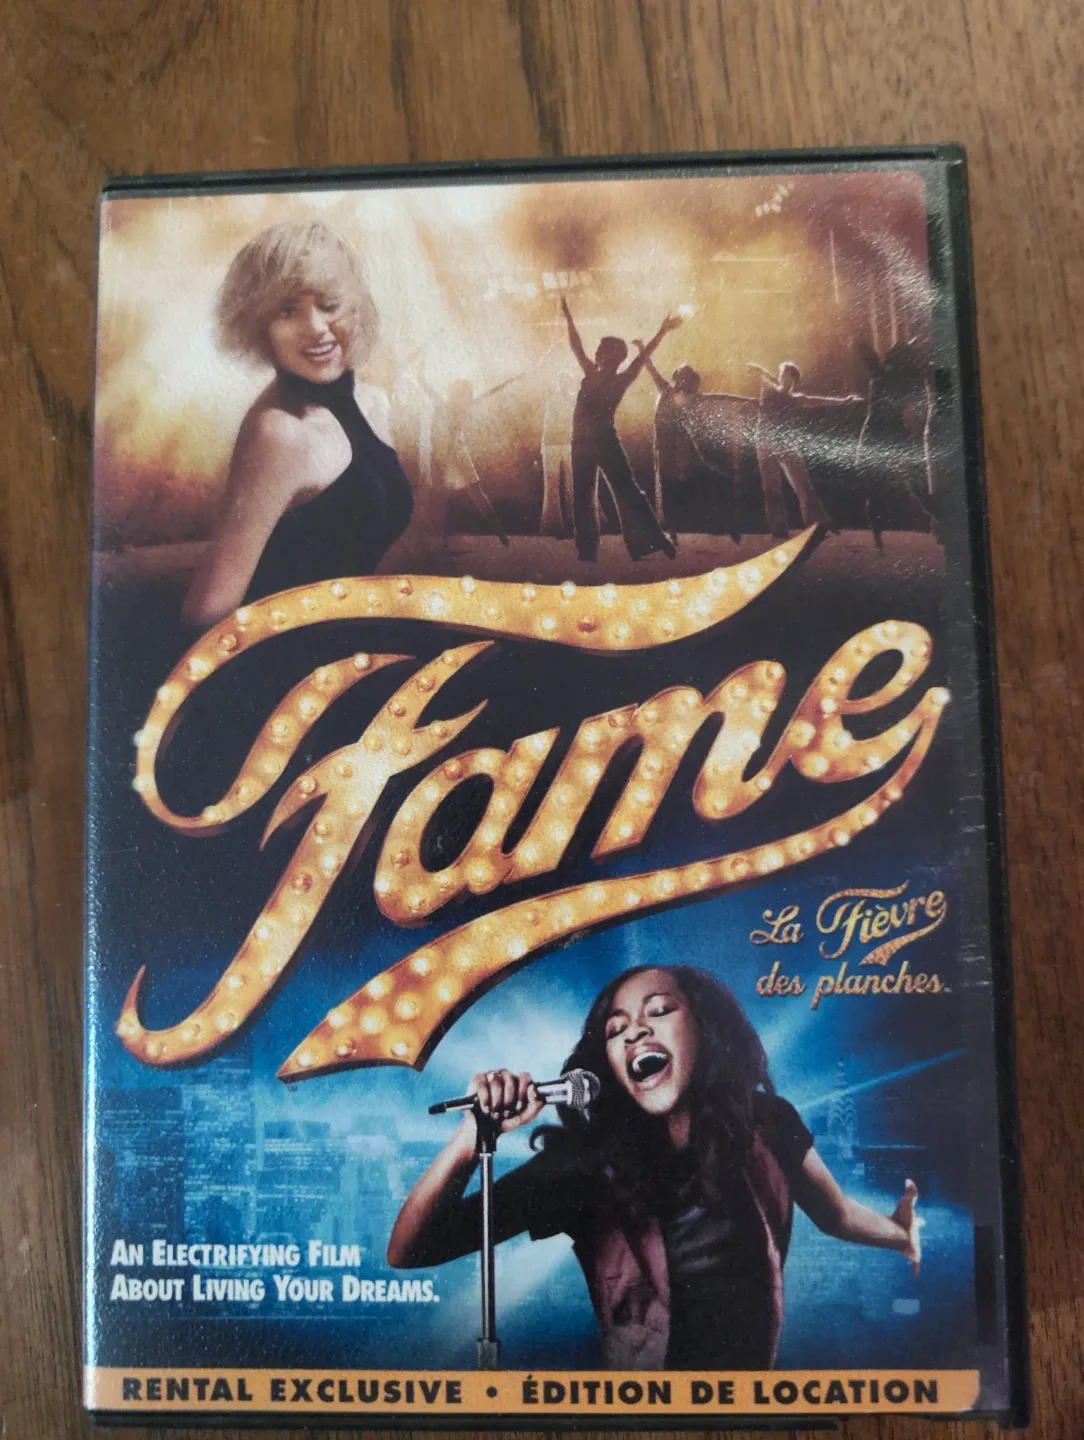 Fame
La Fièvre
des planches
AN ELECTRIFYING FILM
ABOUT LIVING YOUR DREAMS.
RENTAL EXCLUSIVE • ÉDITION DE LOCATION